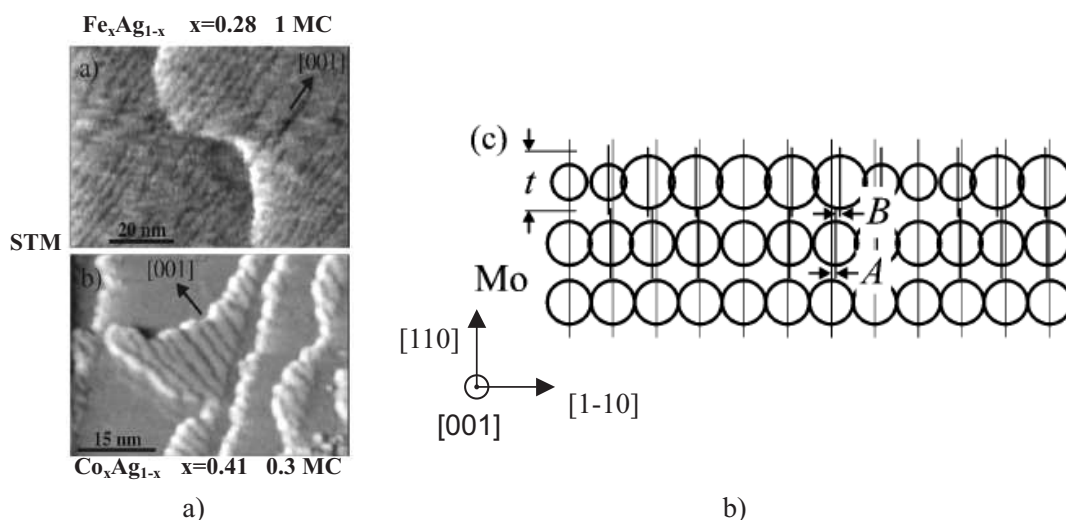 FeₓAg₁₋ₓ x=0.28 1 MC
a)
[001]
20 nm
STM
b)
[001]
15 nm
CoₓAg₁₋ₓ x=0.41 0.3 MC
a)
(c)
t
B
A
Mo
[110]
[001]
[1-10]
b)